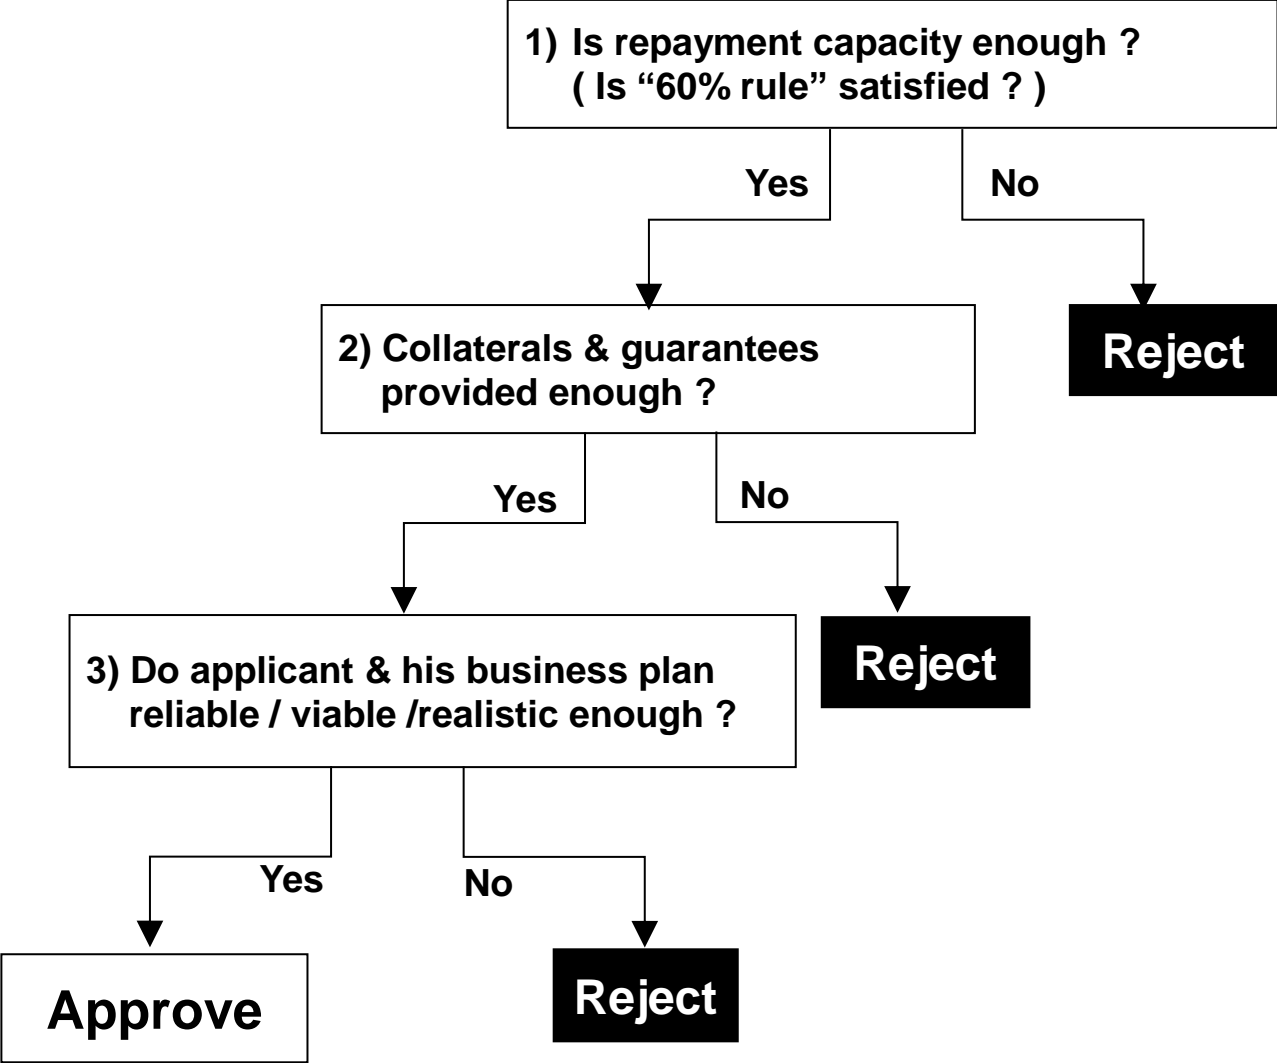 1) Is repayment capacity enough ?
( Is “60% rule” satisfied ? )
Yes
No
2) Collaterals & guarantees
provided enough ?
Reject
Yes
No
3) Do applicant & his business plan
reliable / viable /realistic enough ?
Reject
Yes
No
Approve
Reject